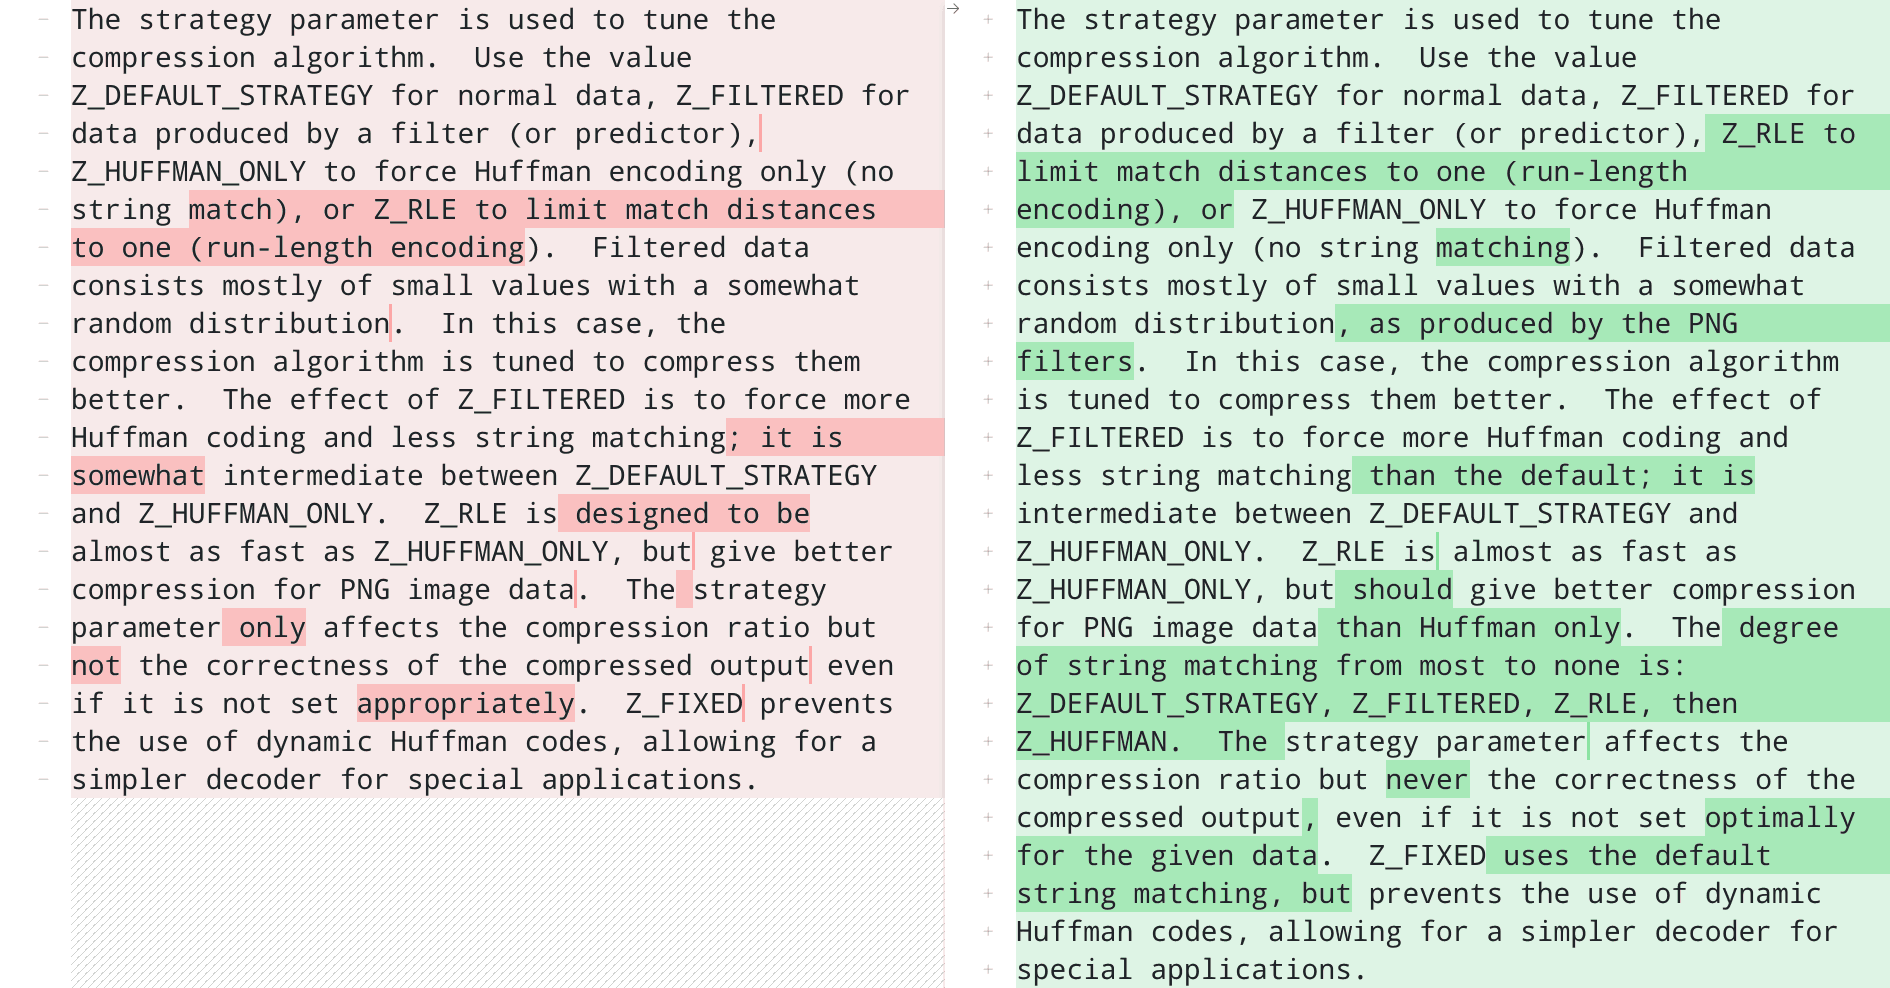 The strategy parameter is used to tune the
compression algorithm.  Use the value
Z_DEFAULT_STRATEGY for normal data, Z_FILTERED for
data produced by a filter (or predictor),
Z_HUFFMAN_ONLY to force Huffman encoding only (no
string match), or Z_RLE to limit match distances
to one (run-length encoding).  Filtered data
consists mostly of small values with a somewhat
random distribution.  In this case, the
compression algorithm is tuned to compress them
better.  The effect of Z_FILTERED is to force more
Huffman coding and less string matching; it is
somewhat intermediate between Z_DEFAULT_STRATEGY
and Z_HUFFMAN_ONLY.  Z_RLE is designed to be
almost as fast as Z_HUFFMAN_ONLY, but give better
compression for PNG image data.  The strategy
parameter only affects the compression ratio but
not the correctness of the compressed output even
if it is not set appropriately.  Z_FIXED prevents
the use of dynamic Huffman codes, allowing for a
simpler decoder for special applications.
The strategy parameter is used to tune the
compression algorithm.  Use the value
Z_DEFAULT_STRATEGY for normal data, Z_FILTERED for
data produced by a filter (or predictor), Z_RLE to
limit match distances to one (run-length
encoding), or Z_HUFFMAN_ONLY to force Huffman
encoding only (no string matching).  Filtered data
consists mostly of small values with a somewhat
random distribution, as produced by the PNG
filters.  In this case, the compression algorithm
is tuned to compress them better.  The effect of
Z_FILTERED is to force more Huffman coding and
less string matching than the default; it is
intermediate between Z_DEFAULT_STRATEGY and
Z_HUFFMAN_ONLY.  Z_RLE is almost as fast as
Z_HUFFMAN_ONLY, but should give better compression
for PNG image data than Huffman only.  The degree
of string matching from most to none is:
Z_DEFAULT_STRATEGY, Z_FILTERED, Z_RLE, then
Z_HUFFMAN.  The strategy parameter affects the
compression ratio but never the correctness of the
compressed output, even if it is not set optimally
for the given data.  Z_FIXED uses the default
string matching, but prevents the use of dynamic
Huffman codes, allowing for a simpler decoder for
special applications.